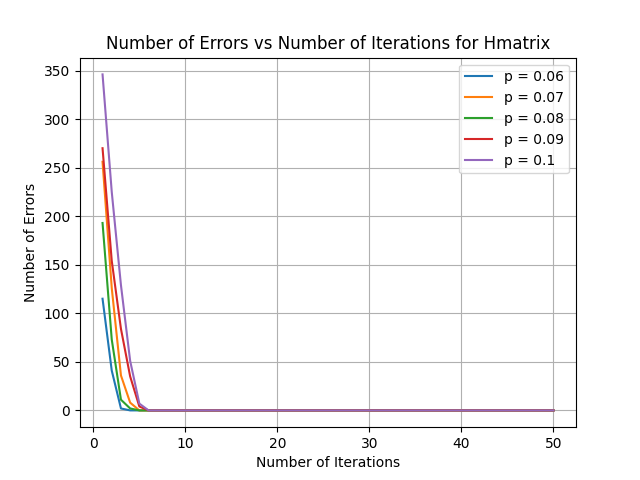 Number of Errors vs Number of Iterations for Hmatrix
350
300
250
200
150
100
50
0
Number of Errors
p = 0.06
p = 0.07
p = 0.08
p = 0.09
p = 0.1
0 10 20 30 40 50
Number of Iterations